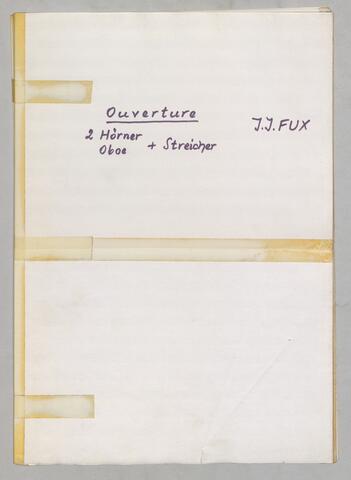 Ouverture
J.J. FUX
2 Hörner
Oboe + Streicher